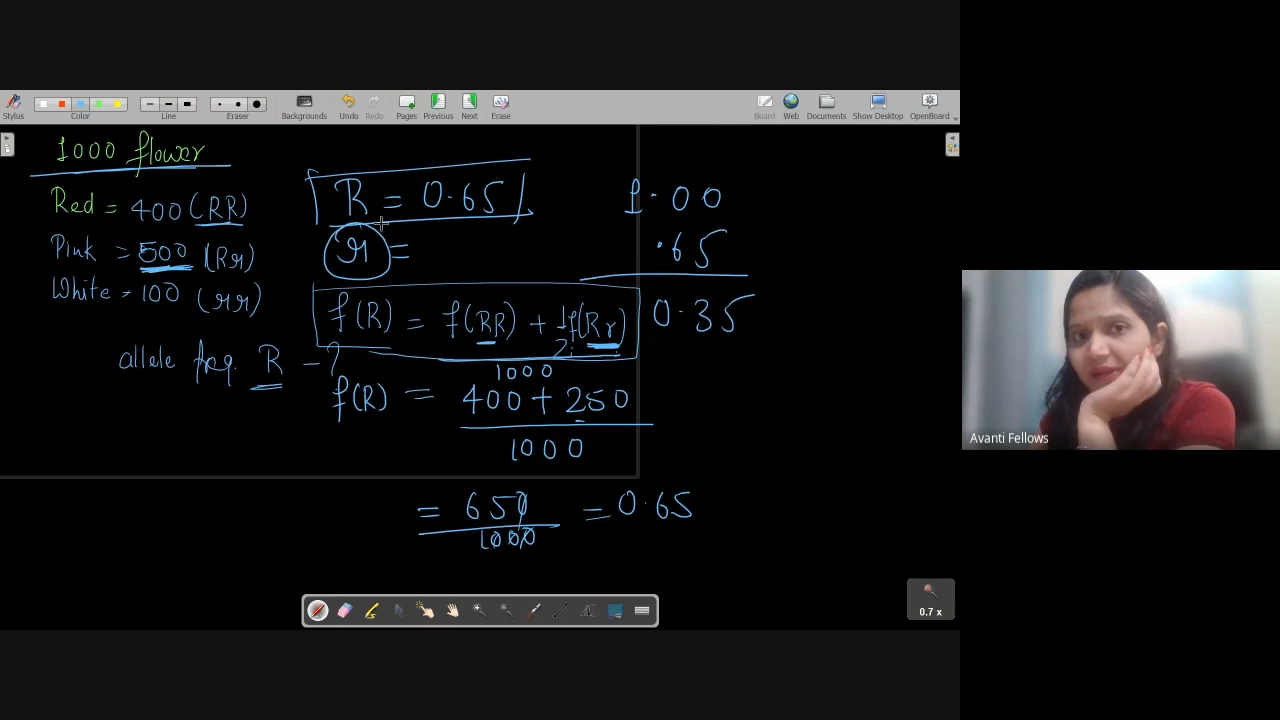 Stylus Color Line Eraser Backgrounds Undo Redo Pages Previous Next Erase Board Web Documents Show Desktop OpenBoard
1000 flower
Red = 400 (RR)
Pink = 500 (Rr)
White - 100 (rr)
allele freq. R - ?
R = 0.65
r =
f(R) = f(RR) + 1/2 f(Rr)
1000
f(R) = 400 + 250
1000
= 650 = 0.65
1000
1.00
.65
0.35
Avanti Fellows
0.7 x